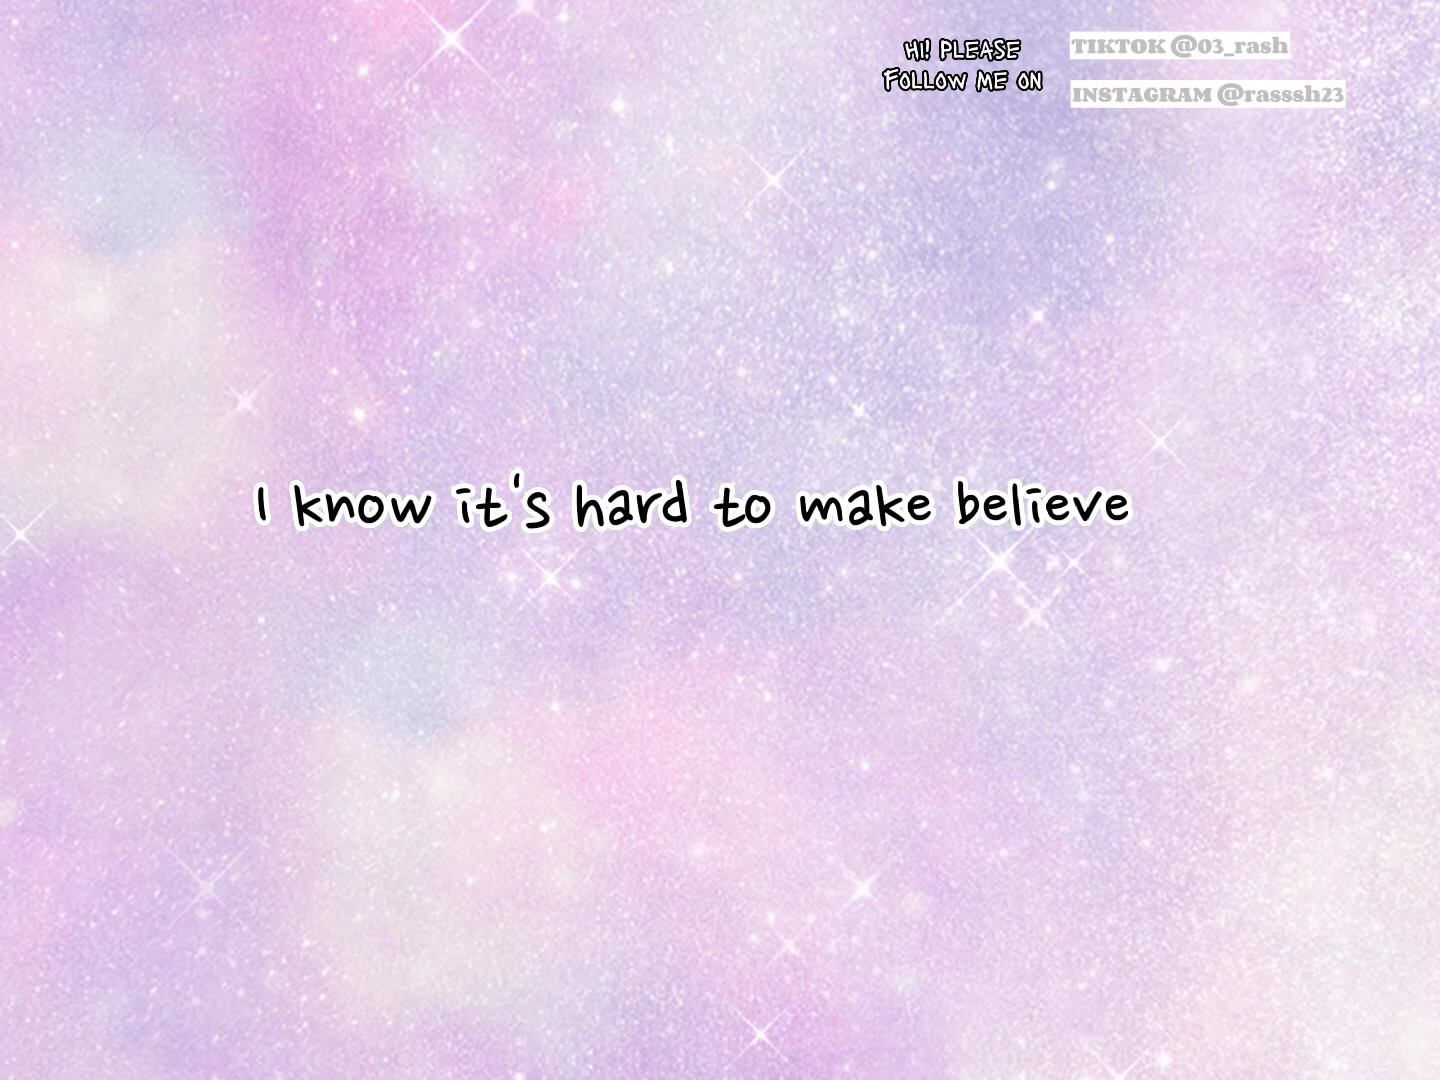 HI! PLEASE
FOLLOW ME ON
TIKTOK @03_rash
INSTAGRAM @rasssh23
I know it's hard to make believe